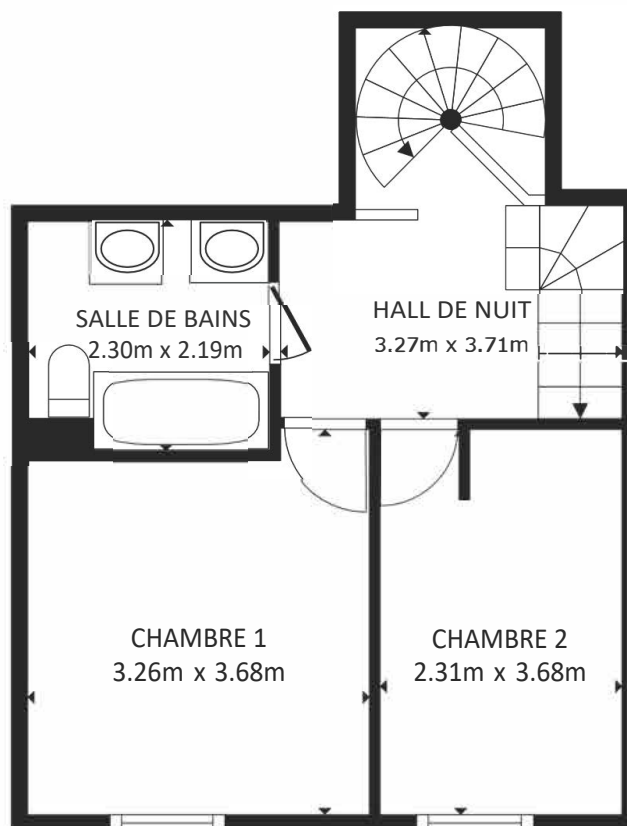 SALLE DE BAINS
2.30m x 2.19m
HALL DE NUIT
3.27m x 3.71m
CHAMBRE 1
3.26m x 3.68m
CHAMBRE 2
2.31m x 3.68m